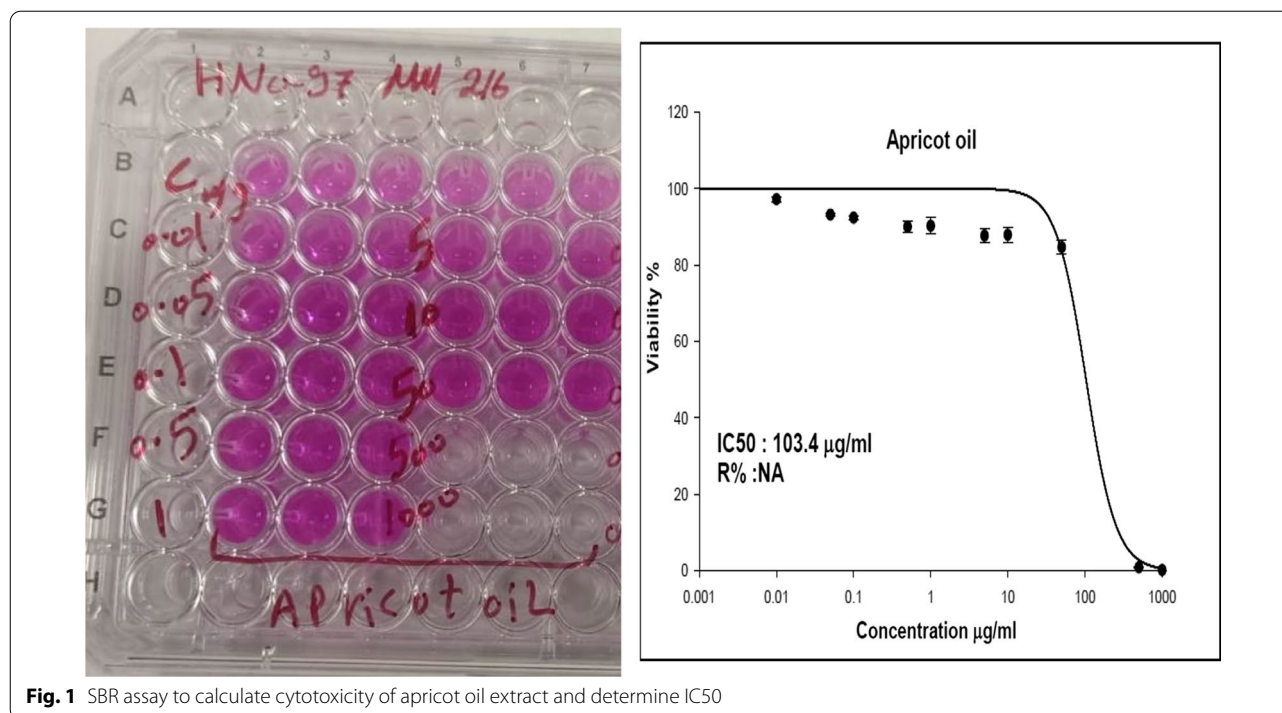 1 2 3 4 5 6 7
HNo-97 216
A
B
C
C
0.01 5
D
0.05 10
E
0.1 50
F
0.5 500
G
1 1000
H
APricot oiL
Apricot oil
Viability %
120
100
80
60
40
20
0
IC50 : 103.4 µg/ml
R% :NA
0.001 0.01 0.1 1 10 100 1000
Concentration µg/ml
Fig. 1 SBR assay to calculate cytotoxicity of apricot oil extract and determine IC50